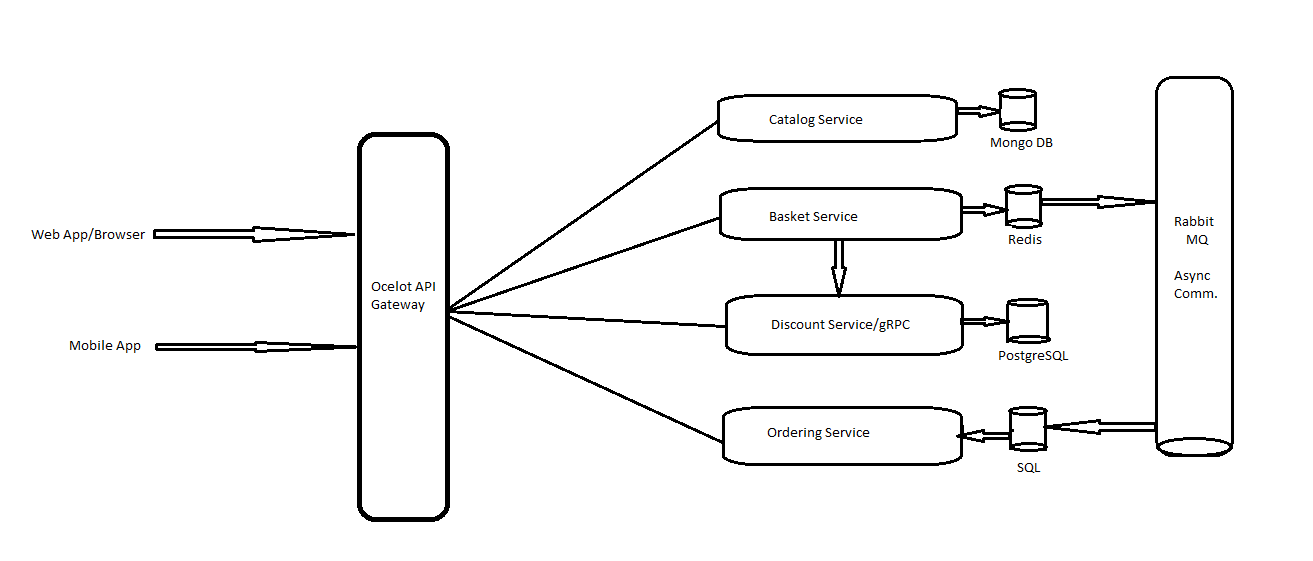 Web App/Browser
Mobile App
Ocelot API
Gateway
Catalog Service
Mongo DB
Basket Service
Redis
Discount Service/gRPC
PostgreSQL
Ordering Service
SQL
Rabbit
MQ
Async
Comm.